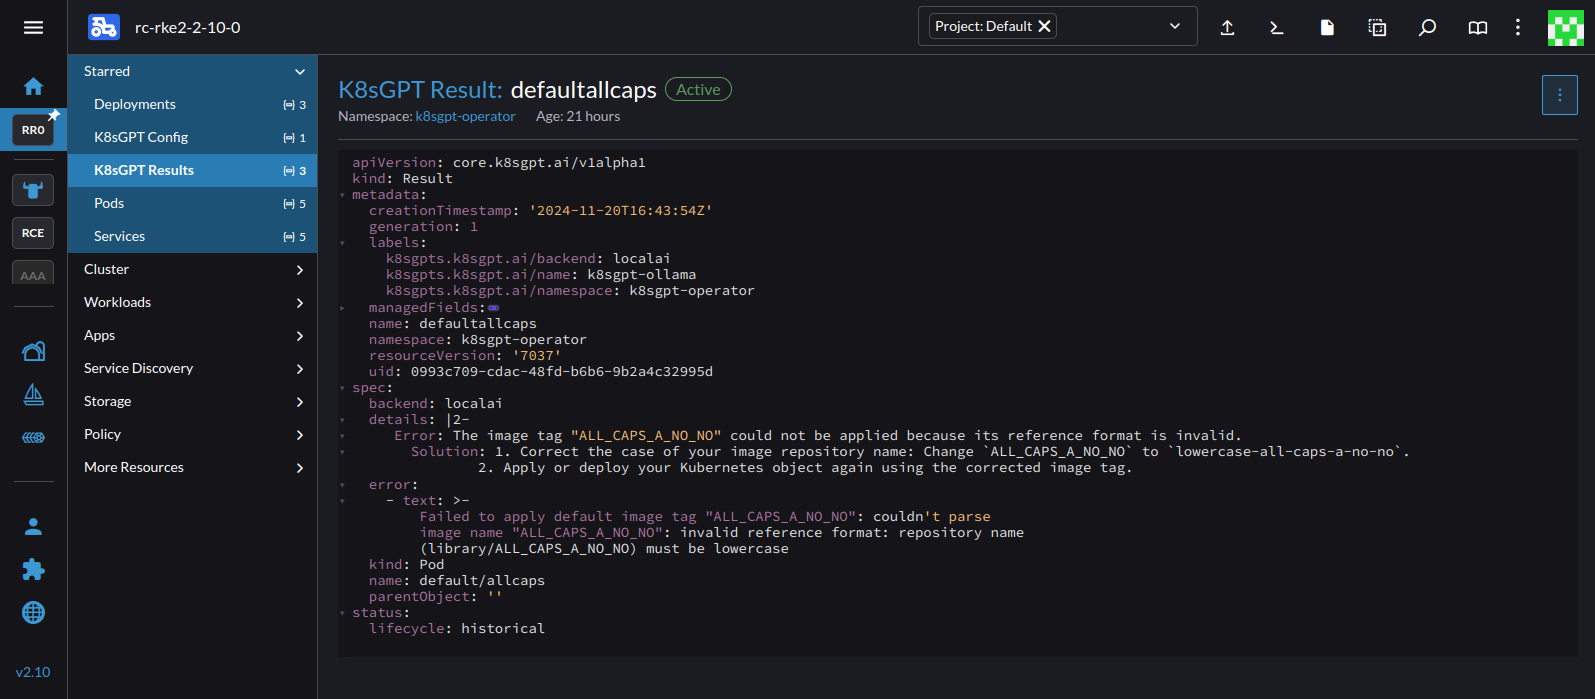 rc-rke2-2-10-0
Project: Default
RR0
RCE
AAA
v2.10
Starred
Deployments 3
K8sGPT Config 1
K8sGPT Results 3
Pods 5
Services 5
Cluster
Workloads
Apps
Service Discovery
Storage
Policy
More Resources
K8sGPT Result: defaultallcaps Active
Namespace: k8sgpt-operator Age: 21 hours
apiVersion: core.k8sgpt.ai/v1alpha1
kind: Result
metadata:
creationTimestamp: '2024-11-20T16:43:54Z'
generation: 1
labels:
k8sgpts.k8sgpt.ai/backend: localai
k8sgpts.k8sgpt.ai/name: k8sgpt-ollama
k8sgpts.k8sgpt.ai/namespace: k8sgpt-operator
managedFields:
name: defaultallcaps
namespace: k8sgpt-operator
resourceVersion: '7037'
uid: 0993c709-cdac-48fd-b6b6-9b2a4c32995d
spec:
backend: localai
details: |2-
Error: The image tag "ALL_CAPS_A_NO_NO" could not be applied because its reference format is invalid.
Solution: 1. Correct the case of your image repository name: Change `ALL_CAPS_A_NO_NO` to `lowercase-all-caps-a-no-no`.
2. Apply or deploy your Kubernetes object again using the corrected image tag.
error:
- text: >-
Failed to apply default image tag "ALL_CAPS_A_NO_NO": couldn't parse
image name "ALL_CAPS_A_NO_NO": invalid reference format: repository name
(library/ALL_CAPS_A_NO_NO) must be lowercase
kind: Pod
name: default/allcaps
parentObject: ''
status:
lifecycle: historical